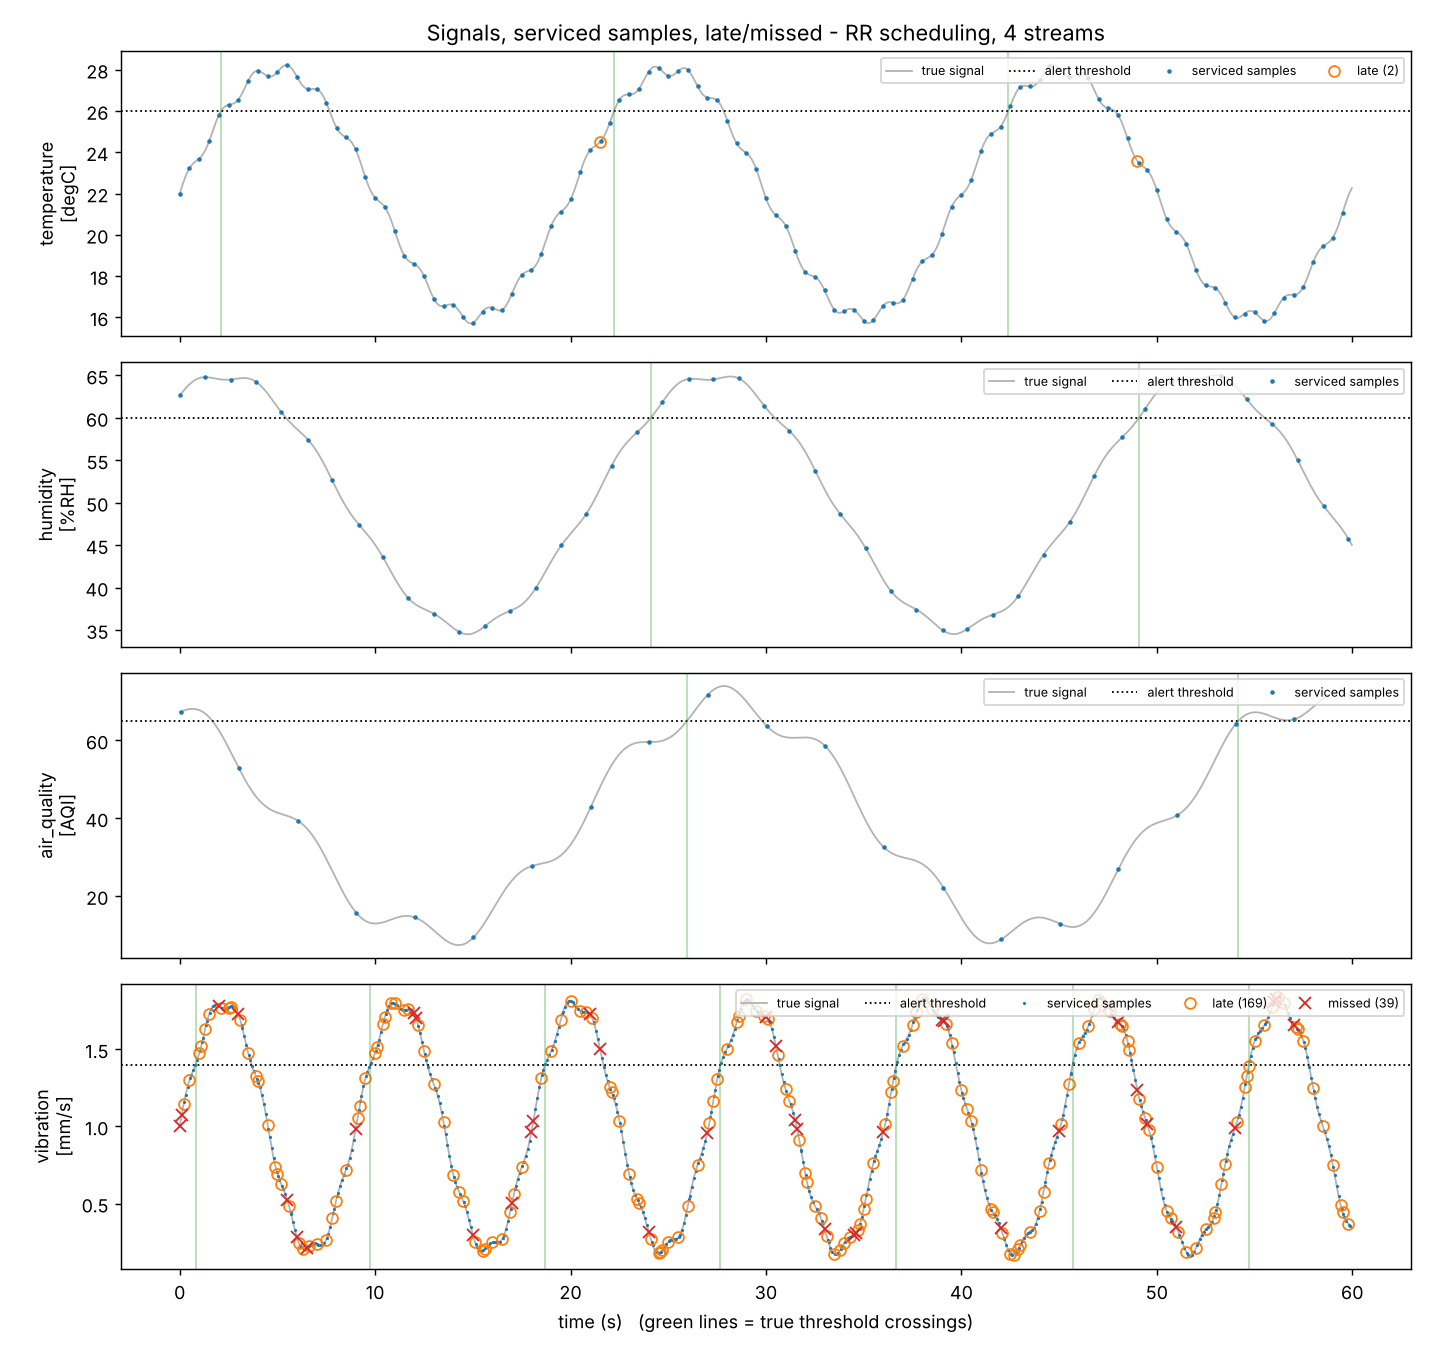 Signals, serviced samples, late/missed - RR scheduling, 4 streams
true signal alert threshold serviced samples late (2)
28
26
24
22
20
18
16
temperature
[degC]
true signal alert threshold serviced samples
65
60
55
50
45
40
35
humidity
[%RH]
true signal alert threshold serviced samples
60
40
20
air_quality
[AQI]
true signal alert threshold serviced samples late (169) missed (39)
1.5
1.0
0.5
vibration
[mm/s]
0 10 20 30 40 50 60
time (s) (green lines = true threshold crossings)